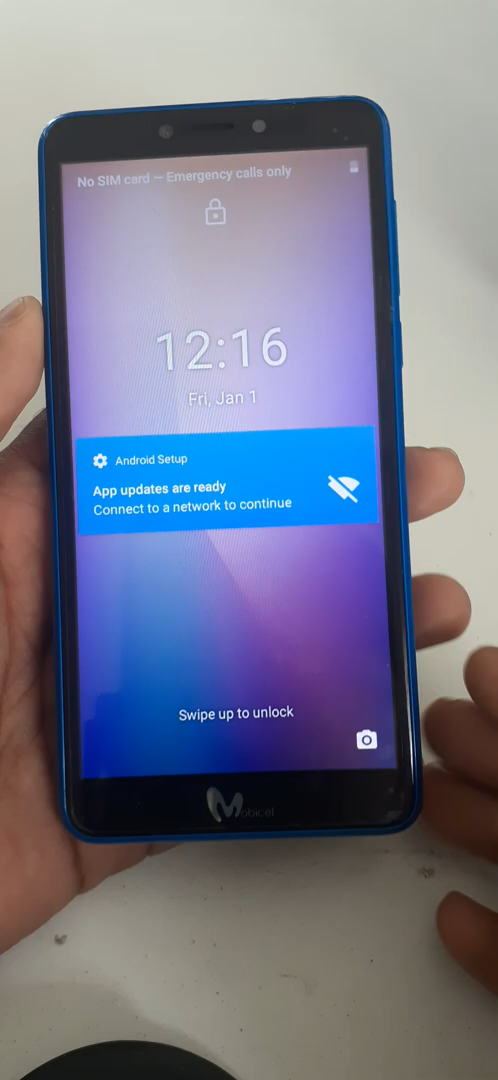 No SIM card — Emergency calls only
12:16
Fri, Jan 1
Android Setup
App updates are ready
Connect to a network to continue
Swipe up to unlock
Mobicel